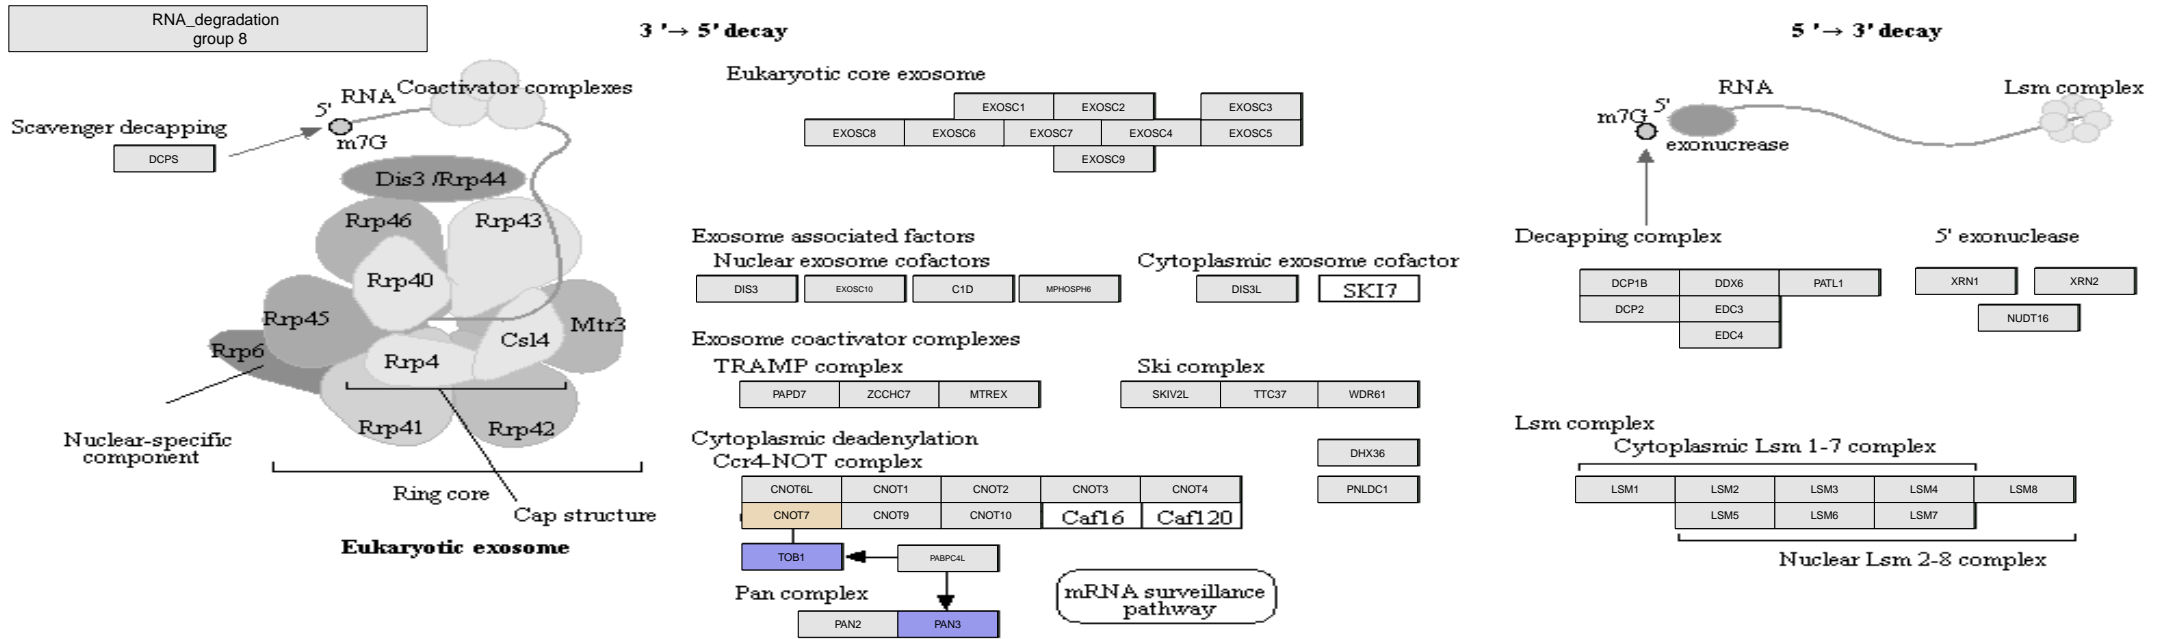 RNA_degradation
group 8
3 '→ 5' decay
5 '→ 3' decay
Eukaryotic core exosome
EXOSC1 EXOSC2 EXOSC3
EXOSC8 EXOSC6 EXOSC7 EXOSC4 EXOSC5
EXOSC9
5'
RNA
Coactivator complexes
Scavenger decapping
m7G
DCPS
Dis3 /Rrp44
Rrp46
Rrp43
Rrp40
Rrp45
Mtr3
Csl4
Rrp6
Rrp4
Rrp41
Rrp42
Nuclear-specific
component
Ring core
Cap structure
Eukaryotic exosome
Exosome associated factors
Nuclear exosome cofactors
DIS3 EXOSC10 C1D MPHOSPH6
Cytoplasmic exosome cofactor
DIS3L SKI7
Exosome coactivator complexes
TRAMP complex
PAPD7 ZCCHC7 MTREX
Ski complex
SKIV2L TTC37 WDR61
Cytoplasmic deadenylation
Ccr4-NOT complex
CNOT6L CNOT1 CNOT2 CNOT3 CNOT4
CNOT7 CNOT9 CNOT10 Caf16 Caf120
DHX36
PNLDC1
TOB1
PABPC4L
Pan complex
PAN2 PAN3
mRNA surveillance
pathway
RNA
Lsm complex
5'
m7G
exonucrease
Decapping complex
DCP1B DDX6 PATL1
DCP2 EDC3
EDC4
5' exonuclease
XRN1 XRN2
NUDT16
Lsm complex
Cytoplasmic Lsm 1-7 complex
LSM1 LSM2 LSM3 LSM4 LSM8
LSM5 LSM6 LSM7
Nuclear Lsm 2-8 complex